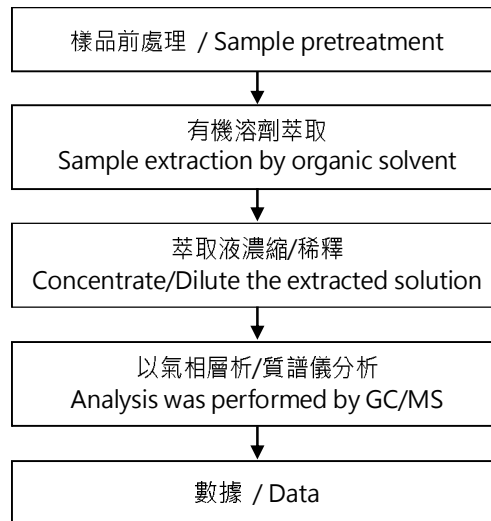 樣品前處理 / Sample pretreatment
有機溶劑萃取
Sample extraction by organic solvent
萃取液濃縮/稀釋
Concentrate/Dilute the extracted solution
以氣相層析/質譜儀分析
Analysis was performed by GC/MS
數據 / Data